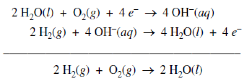 2 H₂O(l) + O₂(g) + 4 e⁻ → 4 OH⁻(aq)
2 H₂(g) + 4 OH⁻(aq) → 4 H₂O(l) + 4 e⁻
2 H₂(g) + O₂(g) → 2 H₂O(l)